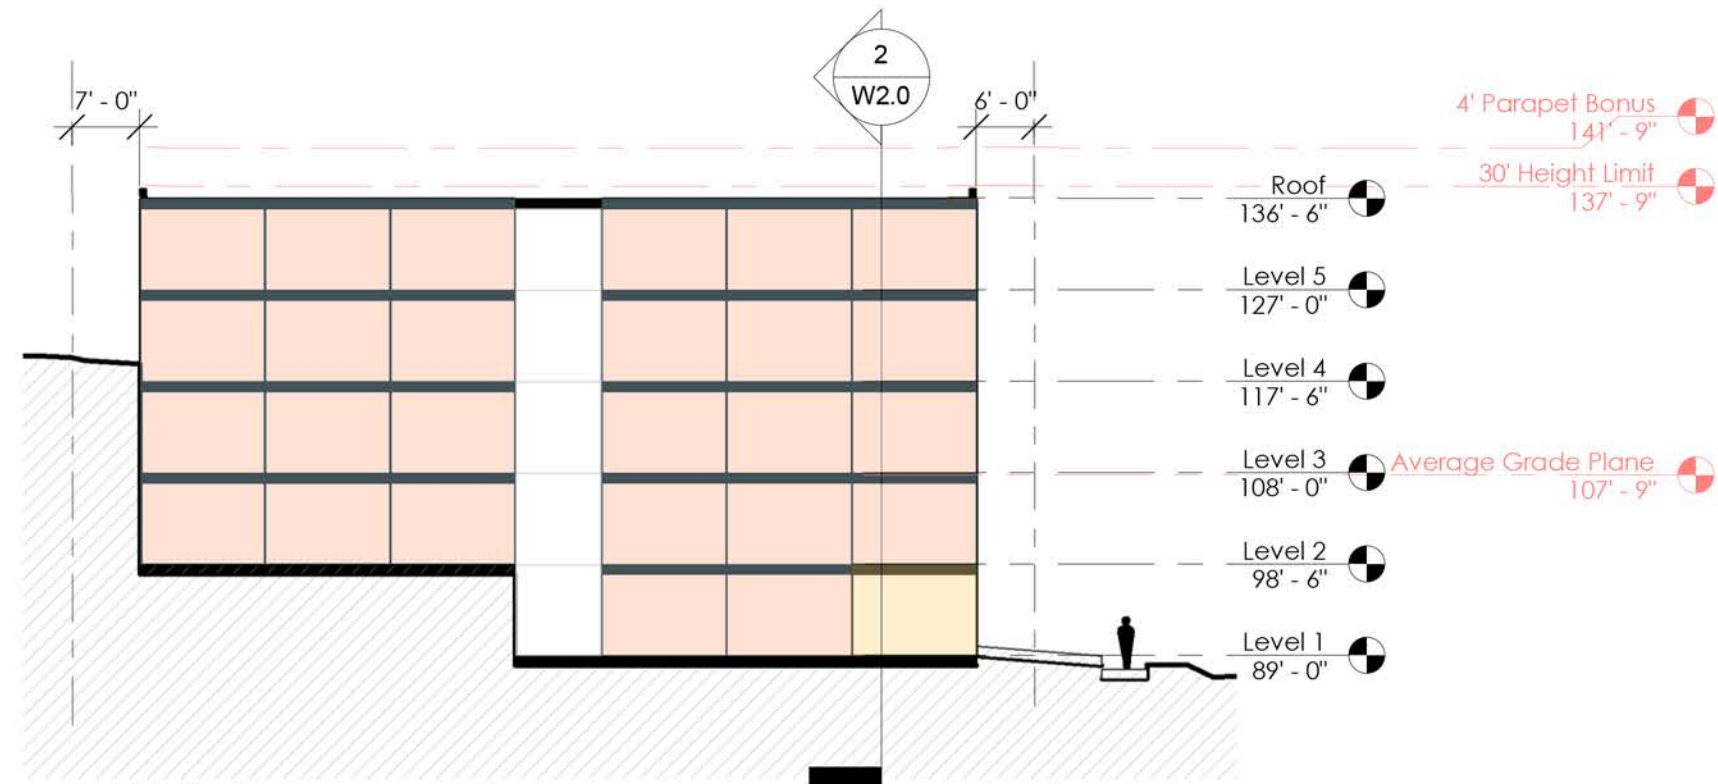 2
W2.0
7' - 0"
6' - 0"
4' Parapet Bonus
141' - 9"
30' Height Limit
137' - 9"
Roof
136' - 6"
Level 5
127' - 0"
Level 4
117' - 6"
Level 3
108' - 0"
Average Grade Plane
107' - 9"
Level 2
98' - 6"
Level 1
89' - 0"